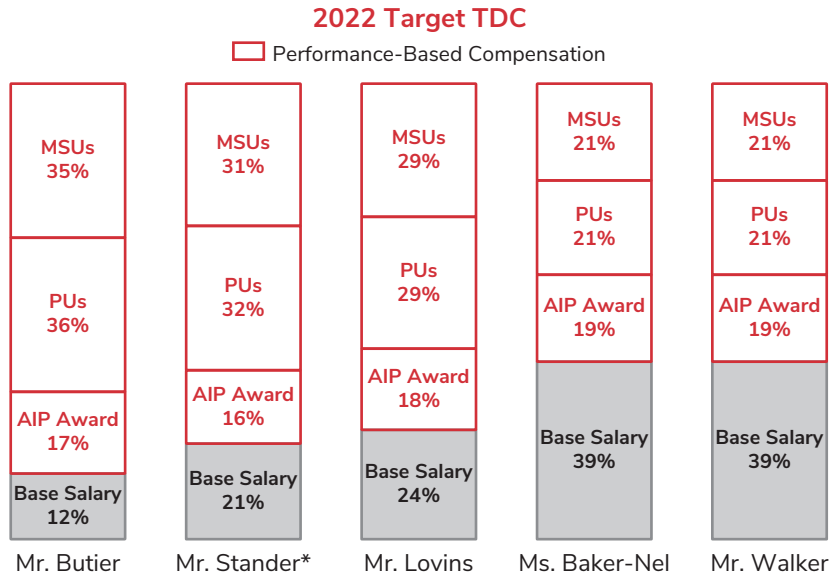 2022 Target TDC
Performance-Based Compensation
MSUs
35%
PUs
36%
AIP Award
17%
Base Salary
12%
Mr. Butier
MSUs
31%
PUs
32%
AIP Award
16%
Base Salary
21%
Mr. Stander*
MSUs
29%
PUs
29%
AIP Award
18%
Base Salary
24%
Mr. Lovins
MSUs
21%
PUs
21%
AIP Award
19%
Base Salary
39%
Ms. Baker-Nel
MSUs
21%
PUs
21%
AIP Award
19%
Base Salary
39%
Mr. Walker